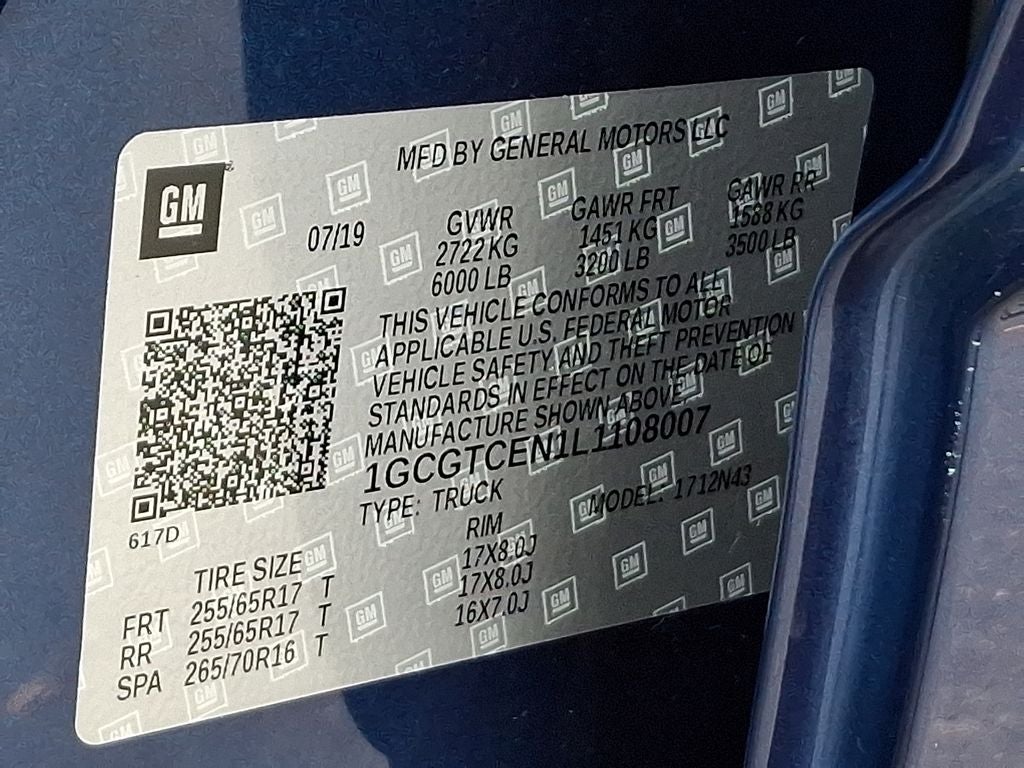 GM
MFD BY GENERAL MOTORS LLC
07/19
GVWR GAWR FRT GAWR RR
2722 KG 1451 KG 1588 KG
6000 LB 3200 LB 3500 LB
THIS VEHICLE CONFORMS TO ALL
APPLICABLE U.S. FEDERAL MOTOR
VEHICLE SAFETY AND THEFT PREVENTION
STANDARDS IN EFFECT ON THE DATE OF
MANUFACTURE SHOWN ABOVE
1GCGTCEN1L1108007
TYPE: TRUCK MODEL: 1712N43
617D
TIRE SIZE RIM
FRT 255/65R17 T 17X8.0J
RR 255/65R17 T 17X8.0J
SPA 265/70R16 T 16X7.0J